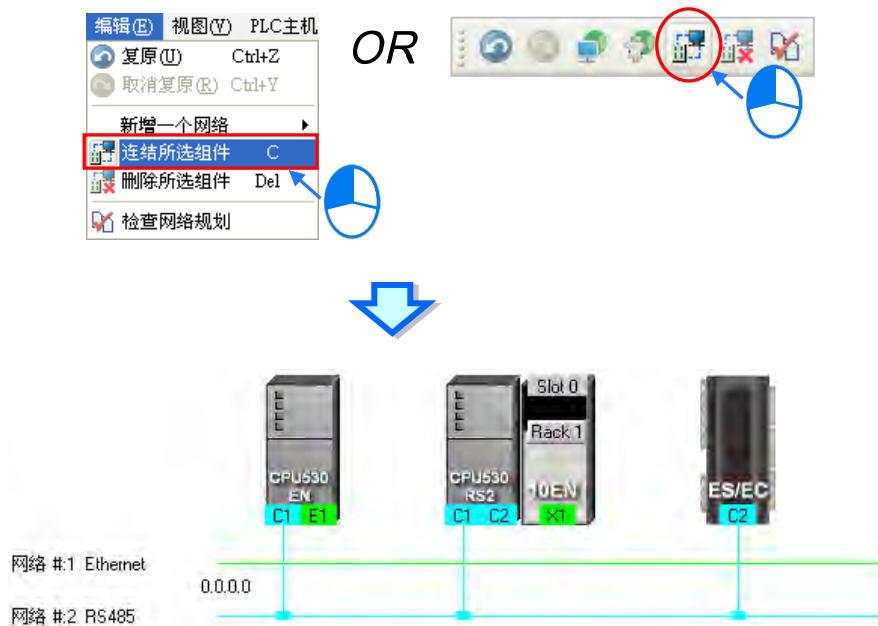 编辑(E) 视图(V) PLC主机
复原(U) Ctrl+Z
取消复原(R) Ctrl+Y
新增一个网络
连结所选组件 C
删除所选组件 Del
检查网络规划
OR
CPU530
EN
C1 E1
CPU530
RS2
C1 C2
Slot 0
Rack 1
10EN
X1
ES/EC
C2
网络 #:1 Ethernet
0.0.0.0
网络 #:2 RS485